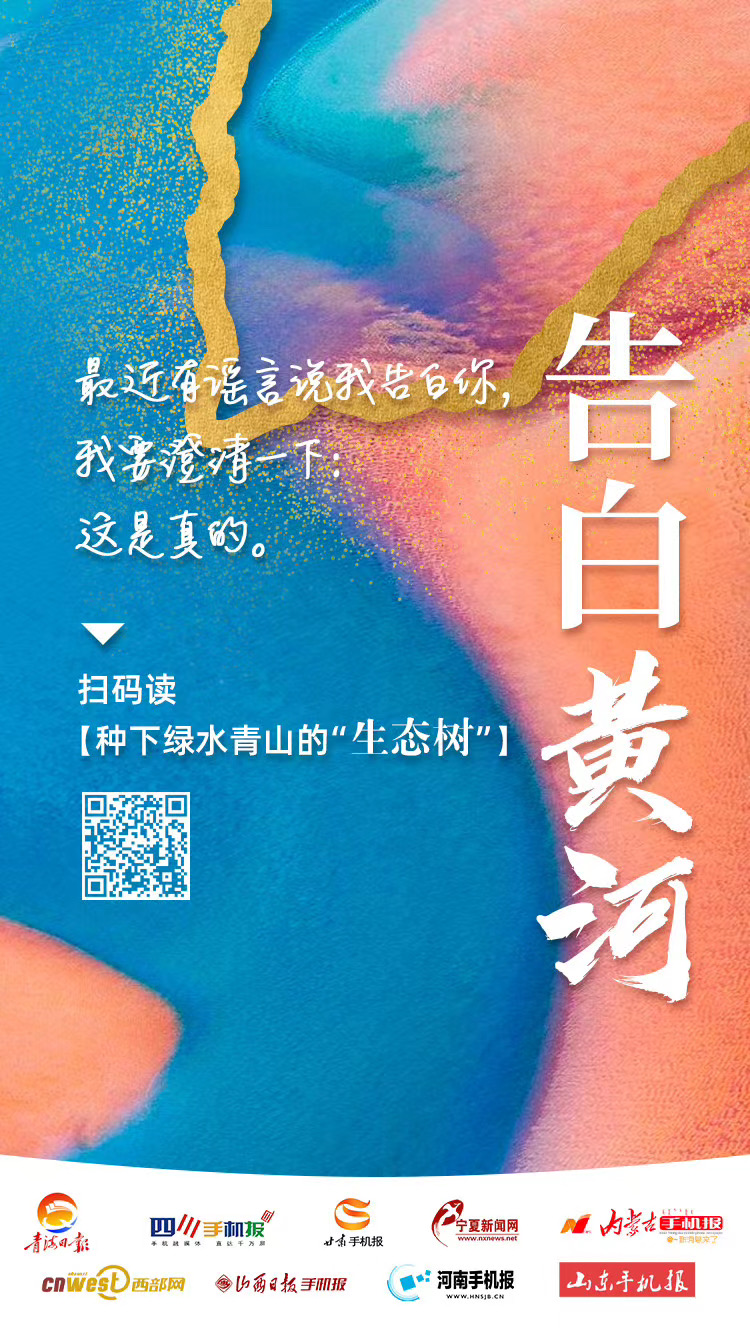 告白黄河
最近有谣言说我告白你，
我要澄清一下：
这是真的。
扫码读
【种下绿水青山的“生态树”】
青海日报
四川手机报
手机融媒体 直达千万屏
甘肃手机报
宁夏新闻网
www.nxnews.net
内蒙古手机报
cnwest西部网
山西日报手机报
河南手机报
WWW.HNSJB.CN
山东手机报